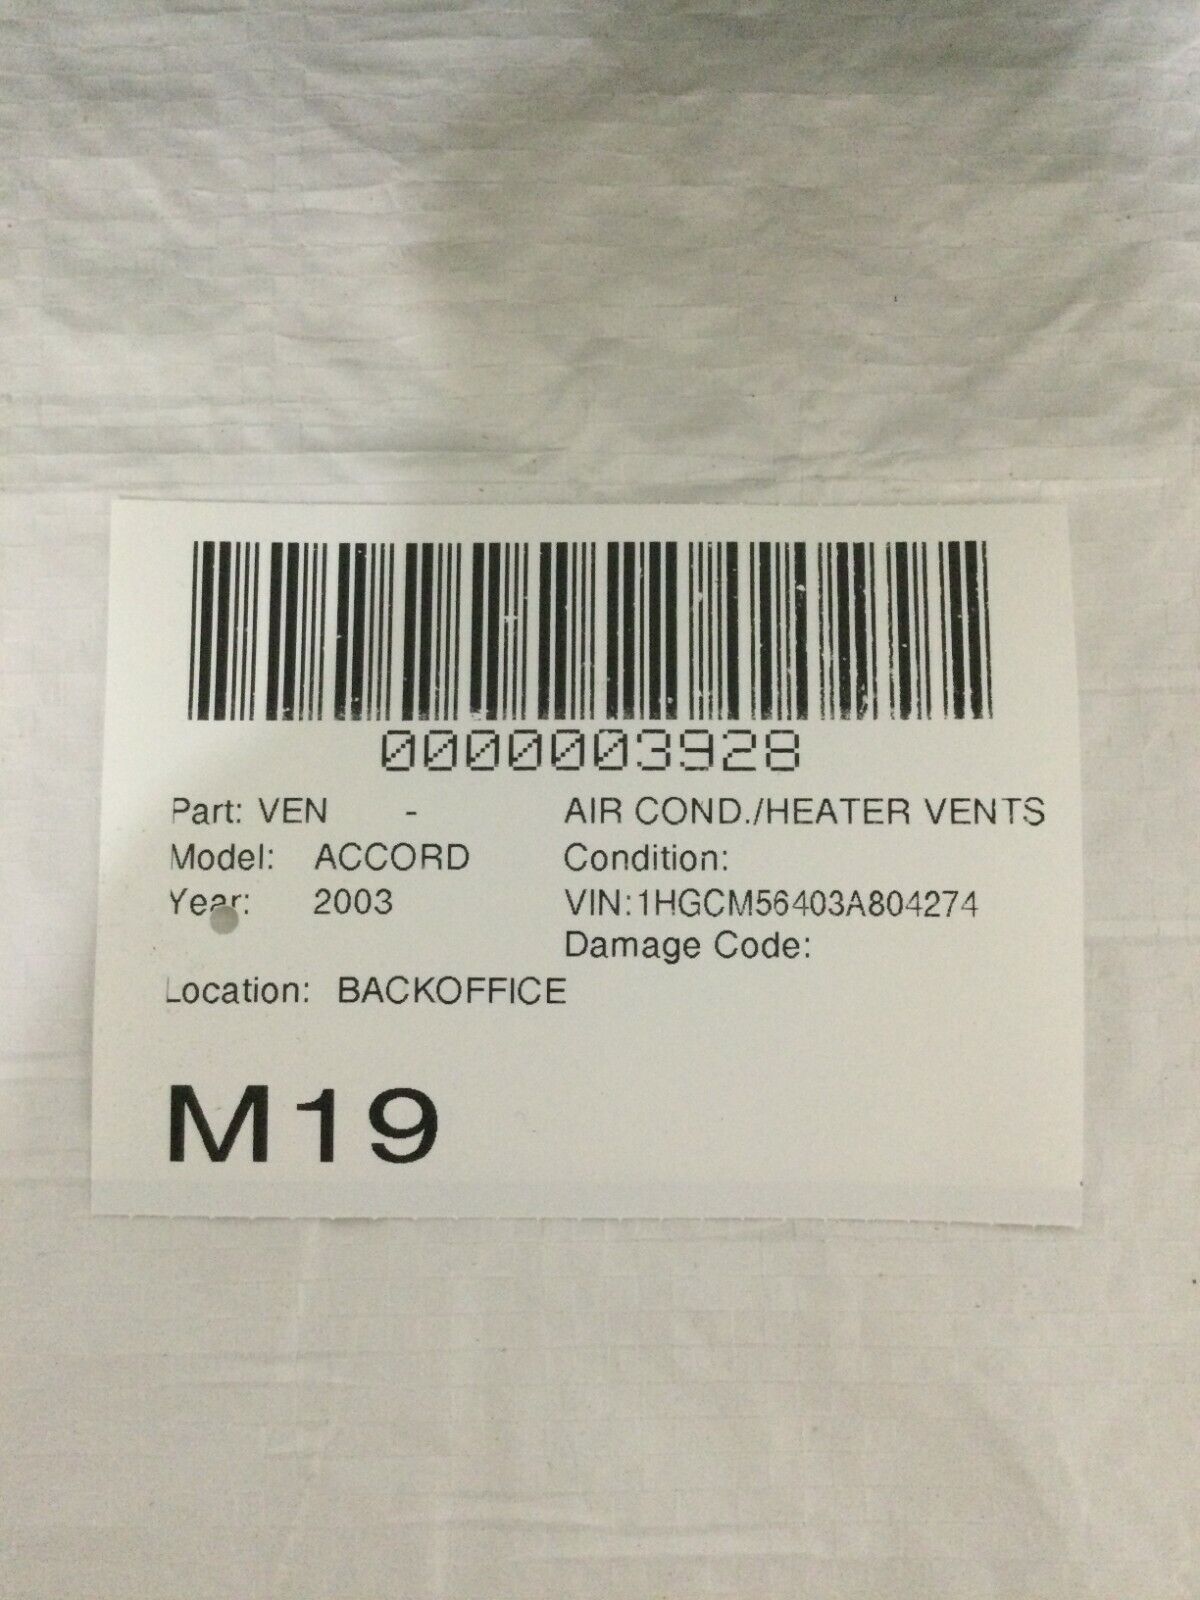 0000003928
Part: VEN - AIR COND./HEATER VENTS
Model: ACCORD Condition:
Year: 2003 VIN:1HGCM56403A804274
Damage Code:
Location: BACKOFFICE
M19